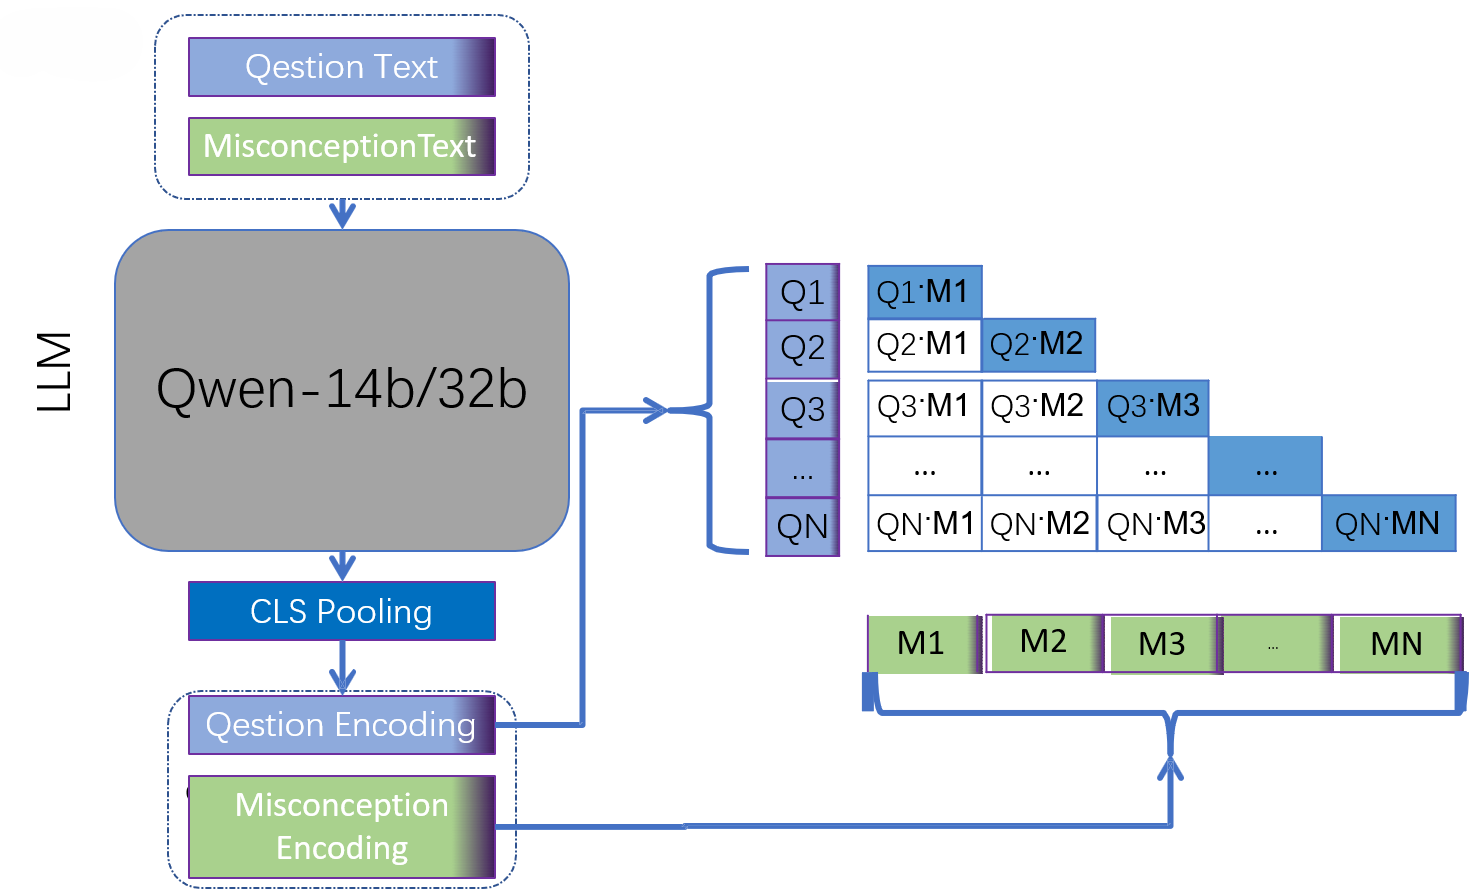 Qestion Text
MisconceptionText
LLM
Qwen-14b/32b
CLS Pooling
Qestion Encoding
Misconception
Encoding
Q1
Q2
Q3
...
QN
Q1·M1
Q2·M1 Q2·M2
Q3·M1 Q3·M2 Q3·M3
... ... ... ...
QN·M1 QN·M2 QN·M3 ... QN·MN
M1 M2 M3 ... MN